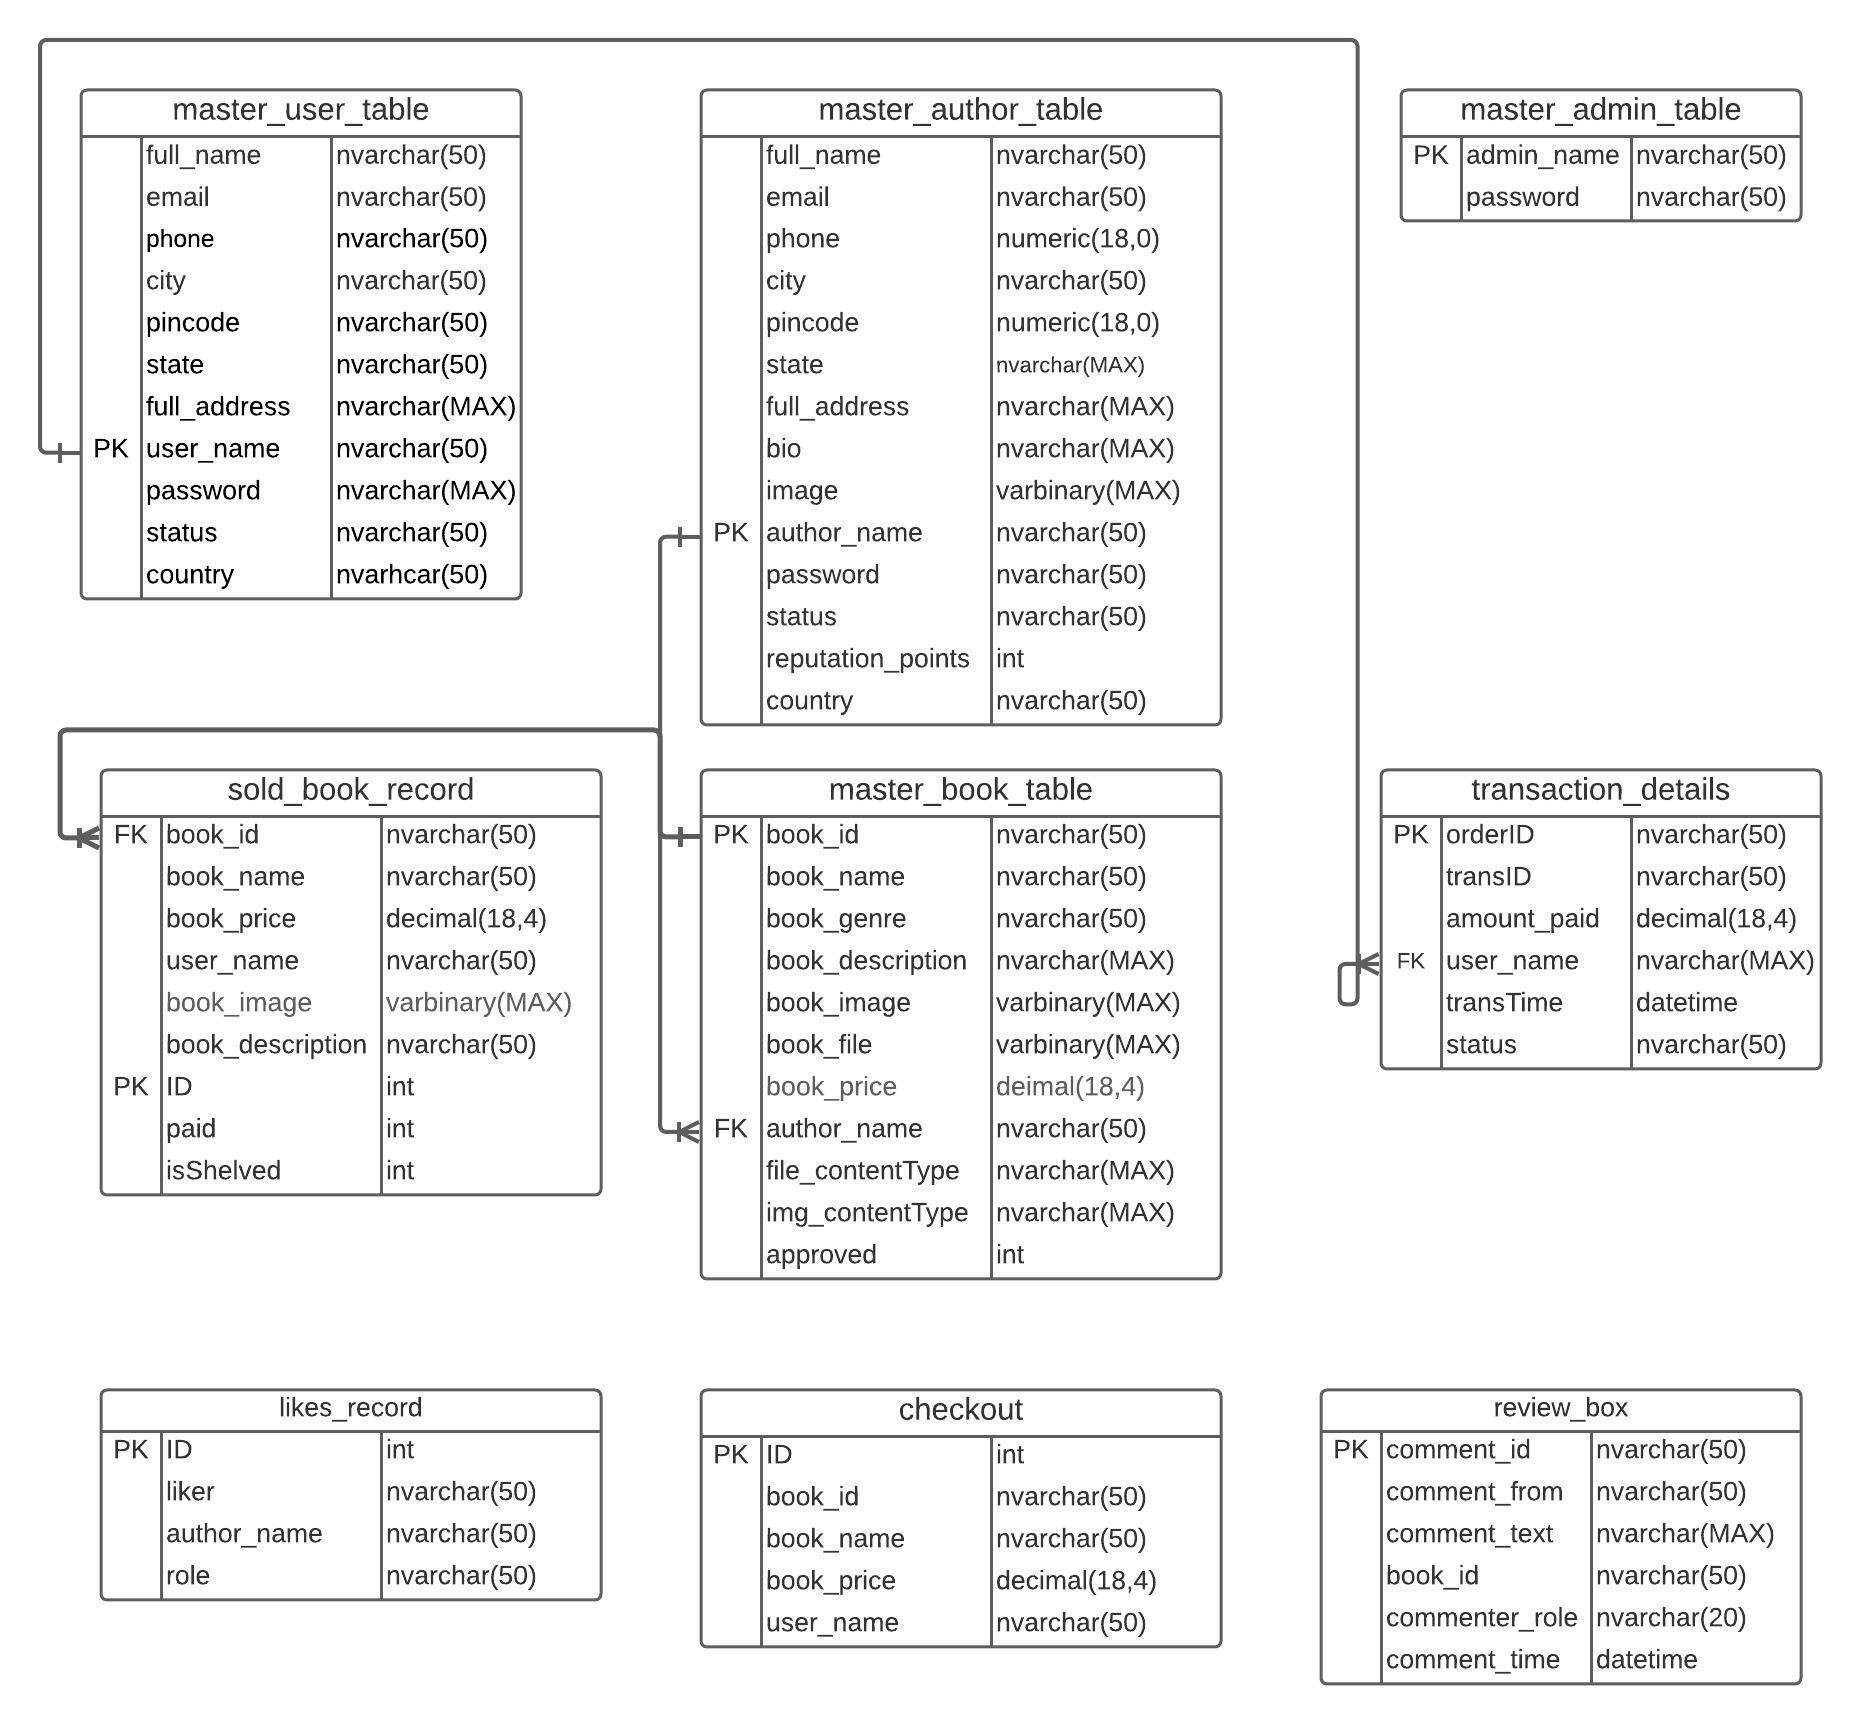 master_user_table
full_name nvarchar(50)
email nvarchar(50)
phone nvarchar(50)
city nvarchar(50)
pincode nvarchar(50)
state nvarchar(50)
full_address nvarchar(MAX)
PK user_name nvarchar(50)
password nvarchar(MAX)
status nvarchar(50)
country nvarhcar(50)
master_author_table
full_name nvarchar(50)
email nvarchar(50)
phone numeric(18,0)
city nvarchar(50)
pincode numeric(18,0)
state nvarchar(MAX)
full_address nvarchar(MAX)
bio nvarchar(MAX)
image varbinary(MAX)
PK author_name nvarchar(50)
password nvarchar(50)
status nvarchar(50)
reputation_points int
country nvarchar(50)
master_admin_table
PK admin_name nvarchar(50)
password nvarchar(50)
sold_book_record
FK book_id nvarchar(50)
book_name nvarchar(50)
book_price decimal(18,4)
user_name nvarchar(50)
book_image varbinary(MAX)
book_description nvarchar(50)
PK ID int
paid int
isShelved int
master_book_table
PK book_id nvarchar(50)
book_name nvarchar(50)
book_genre nvarchar(50)
book_description nvarchar(MAX)
book_image varbinary(MAX)
book_file varbinary(MAX)
book_price deimal(18,4)
FK author_name nvarchar(50)
file_contentType nvarchar(MAX)
img_contentType nvarchar(MAX)
approved int
transaction_details
PK orderID nvarchar(50)
transID nvarchar(50)
amount_paid decimal(18,4)
FK user_name nvarchar(MAX)
transTime datetime
status nvarchar(50)
likes_record
PK ID int
liker nvarchar(50)
author_name nvarchar(50)
role nvarchar(50)
checkout
PK ID int
book_id nvarchar(50)
book_name nvarchar(50)
book_price decimal(18,4)
user_name nvarchar(50)
review_box
PK comment_id nvarchar(50)
comment_from nvarchar(50)
comment_text nvarchar(MAX)
book_id nvarchar(50)
commenter_role nvarchar(20)
comment_time datetime